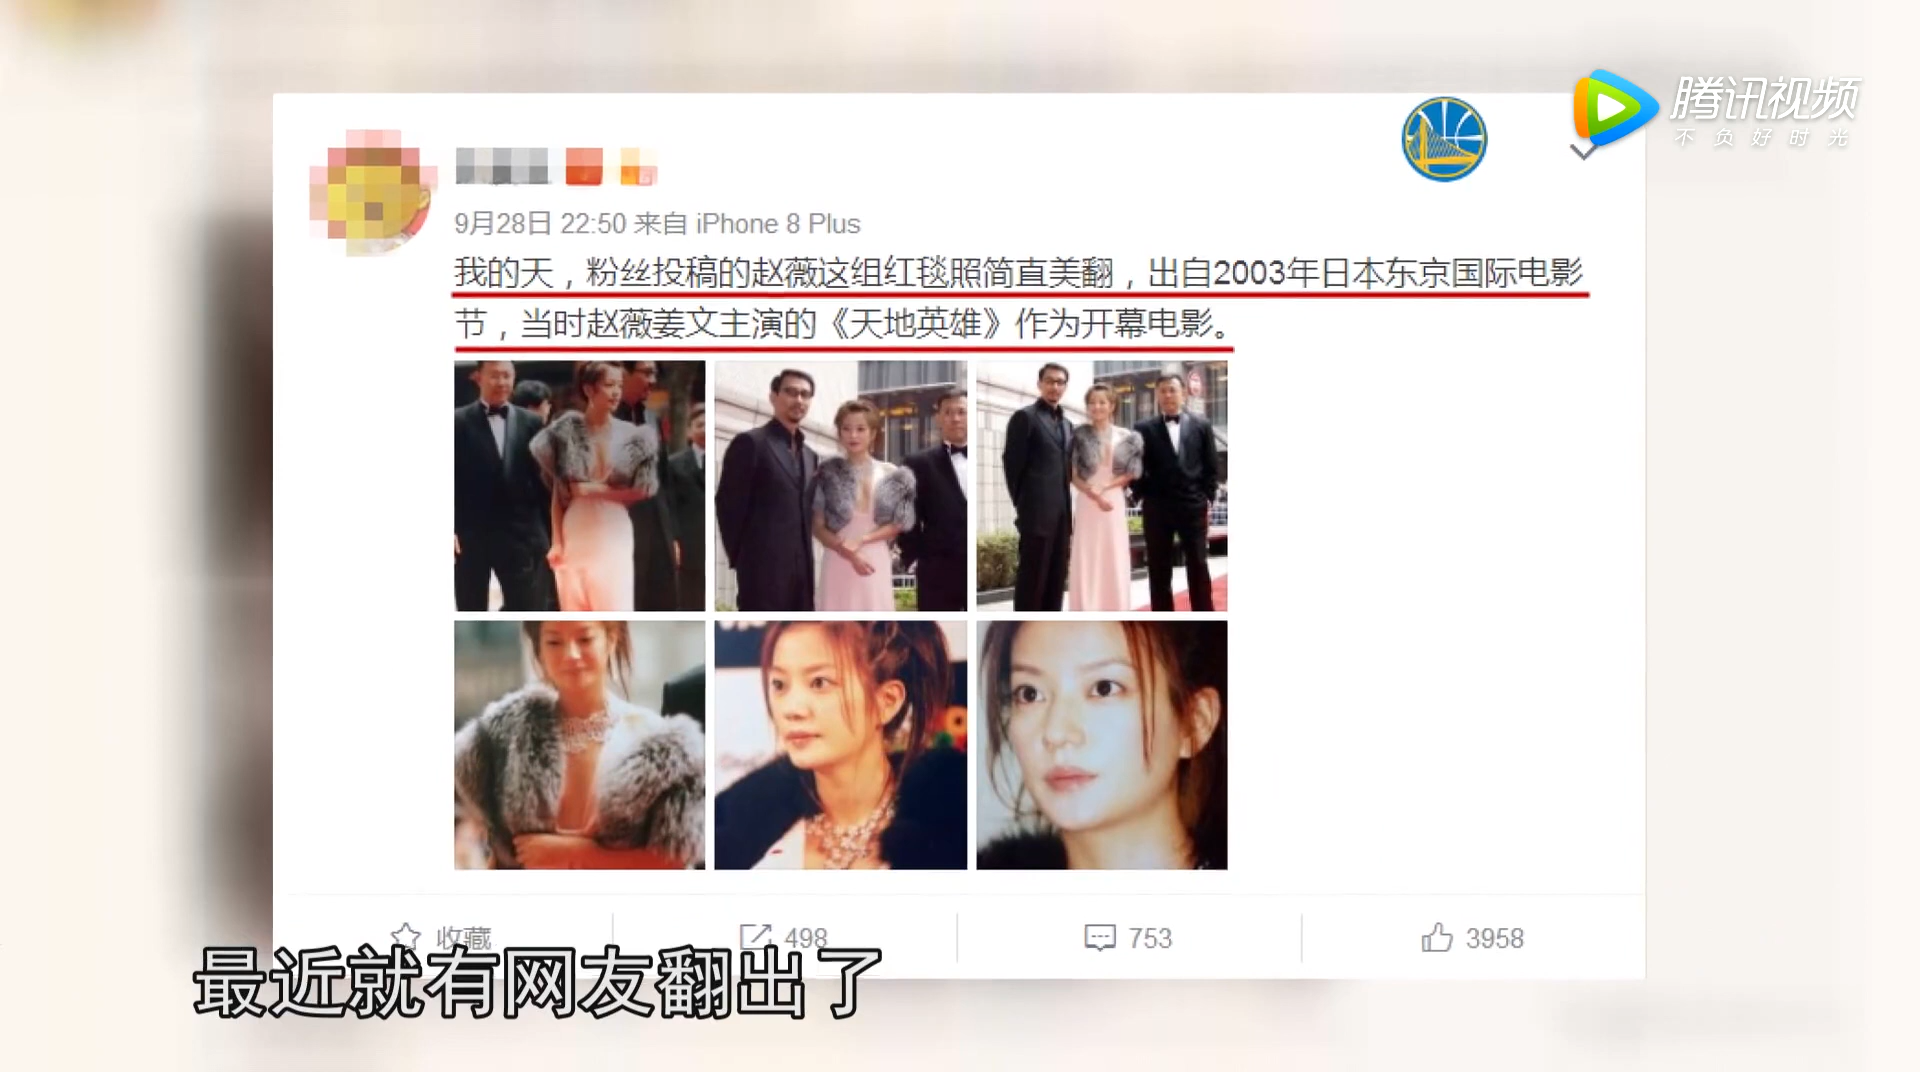 腾讯视频
不负好时光
9月28日 22:50 来自 iPhone 8 Plus
我的天，粉丝投稿的赵薇这组红毯照简直美翻，出自2003年日本东京国际电影
节，当时赵薇姜文主演的《天地英雄》作为开幕电影。
收藏
498
753
3958
最近就有网友翻出了